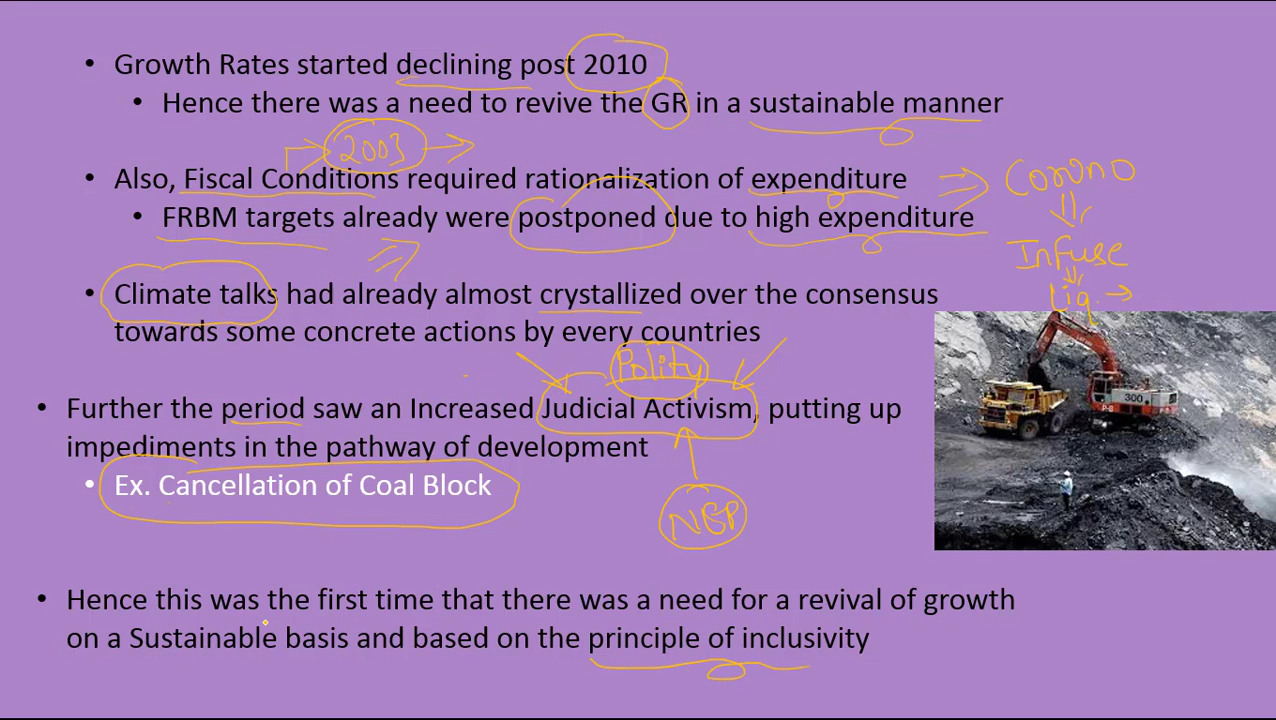 • Growth Rates started declining post 2010
• Hence there was a need to revive the GR in a sustainable manner
2003
• Also, Fiscal Conditions required rationalization of expenditure
Corono
• FRBM targets already were postponed due to high expenditure
Infuse
• Climate talks had already almost crystallized over the consensus
Liq.
towards some concrete actions by every countries
Polity
• Further the period saw an Increased Judicial Activism, putting up
300
P-8
impediments in the pathway of development
• Ex. Cancellation of Coal Block
• Hence this was the first time that there was a need for a revival of growth
on a Sustainable basis and based on the principle of inclusivity